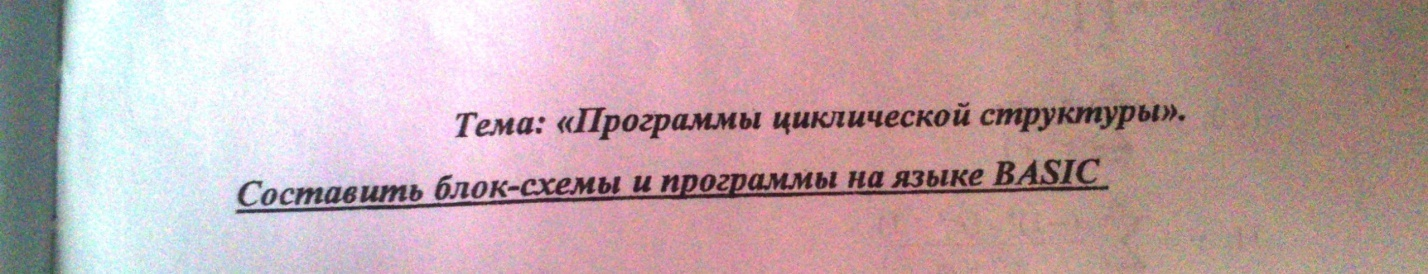 Тема: «Программы циклической структуры».
Составить блок-схемы и программы на языке BASIC